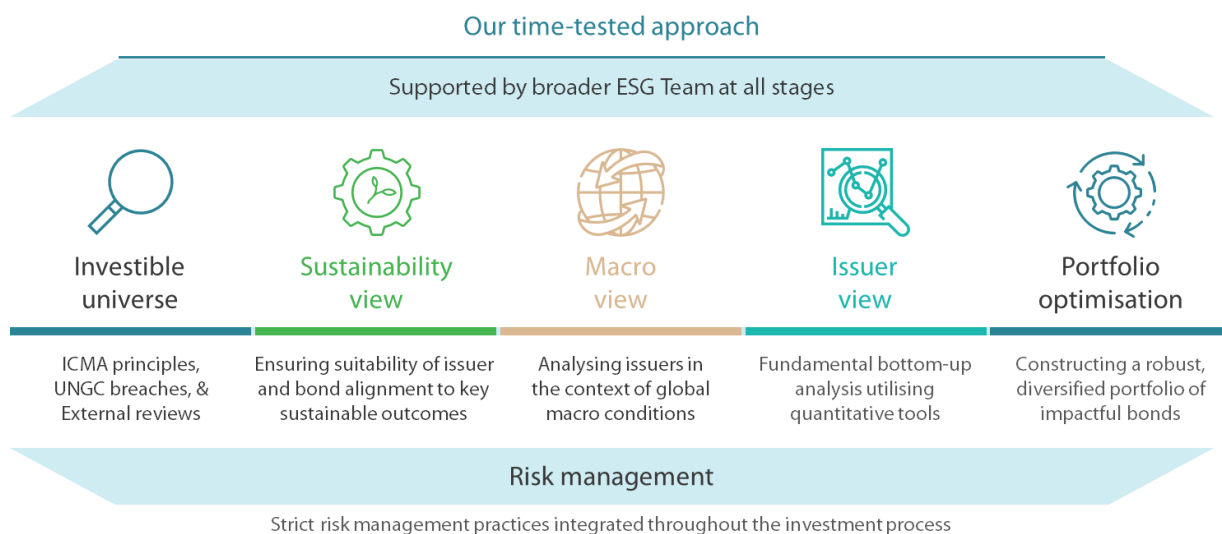 Our time-tested approach
Supported by broader ESG Team at all stages
Investible
universe
Sustainability
view
Macro
view
Issuer
view
Portfolio
optimisation
ICMA principles,
UNGC breaches, &
External reviews
Ensuring suitability of issuer
and bond alignment to key
sustainable outcomes
Analysing issuers in
the context of global
macro conditions
Fundamental bottom-up
analysis utilising
quantitative tools
Constructing a robust,
diversified portfolio of
impactful bonds
Risk management
Strict risk management practices integrated throughout the investment process